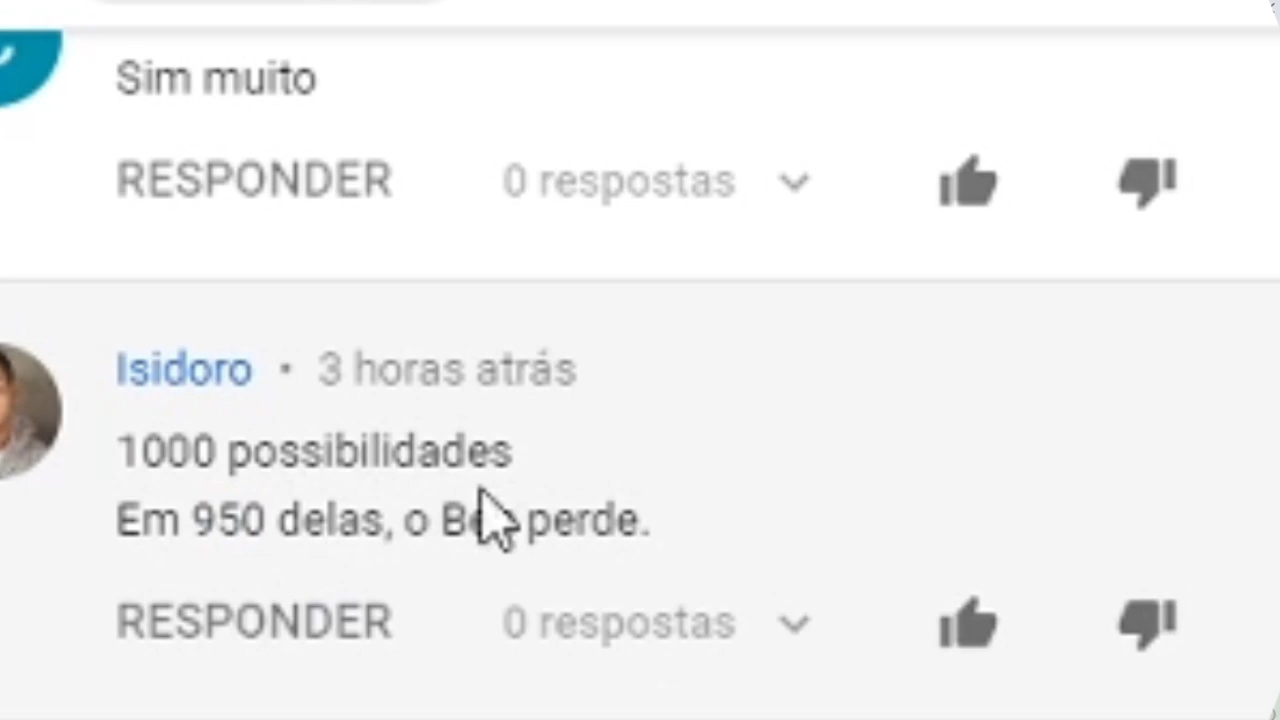 Sim muito
RESPONDER 0 respostas
Isidoro • 3 horas atrás
1000 possibilidades
Em 950 delas, o perde.
RESPONDER 0 respostas